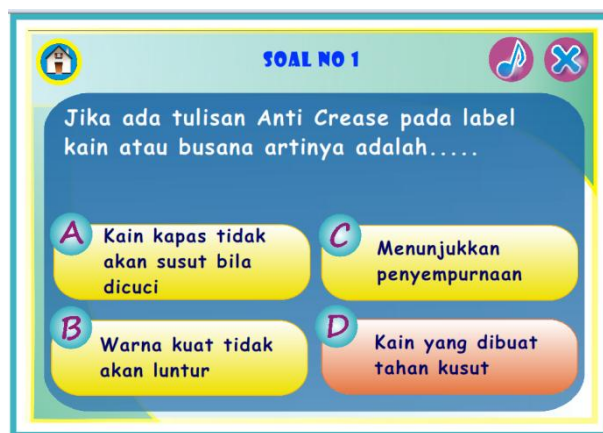 SOAL NO 1
Jika ada tulisan Anti Crease pada label
kain atau busana artinya adalah.....
A
Kain kapas tidak
akan susut bila
dicuci
B
Warna kuat tidak
akan luntur
C
Menunjukkan
penyempurnaan
D
Kain yang dibuat
tahan kusut